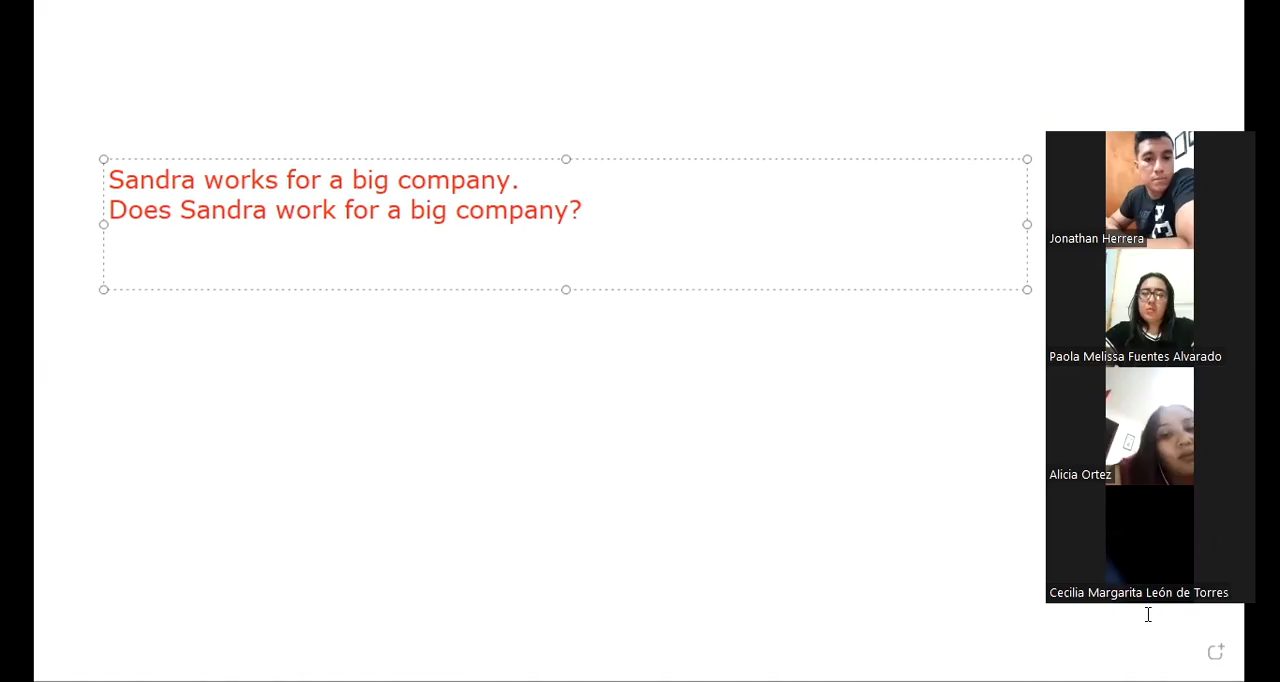 Sandra works for a big company.
Does Sandra work for a big company?
Jonathan Herrera
Paola Melissa Fuentes Alvarado
Alicia Ortez
Cecilia Margarita León de Torres